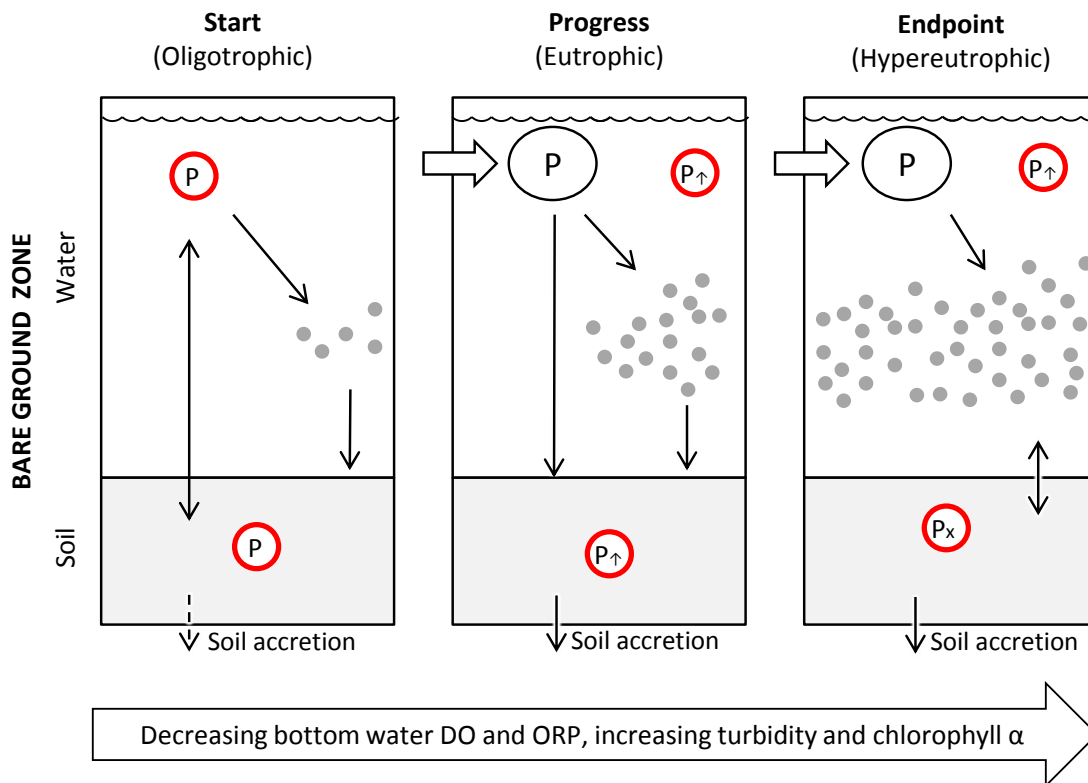 Start
(Oligotrophic)
Progress
(Eutrophic)
Endpoint
(Hypereutrophic)
BARE GROUND ZONE
Water
Soil
P
P
Soil accretion
P
P↑
P↑
Soil accretion
P
P↑
Px
Soil accretion
Decreasing bottom water DO and ORP, increasing turbidity and chlorophyll α